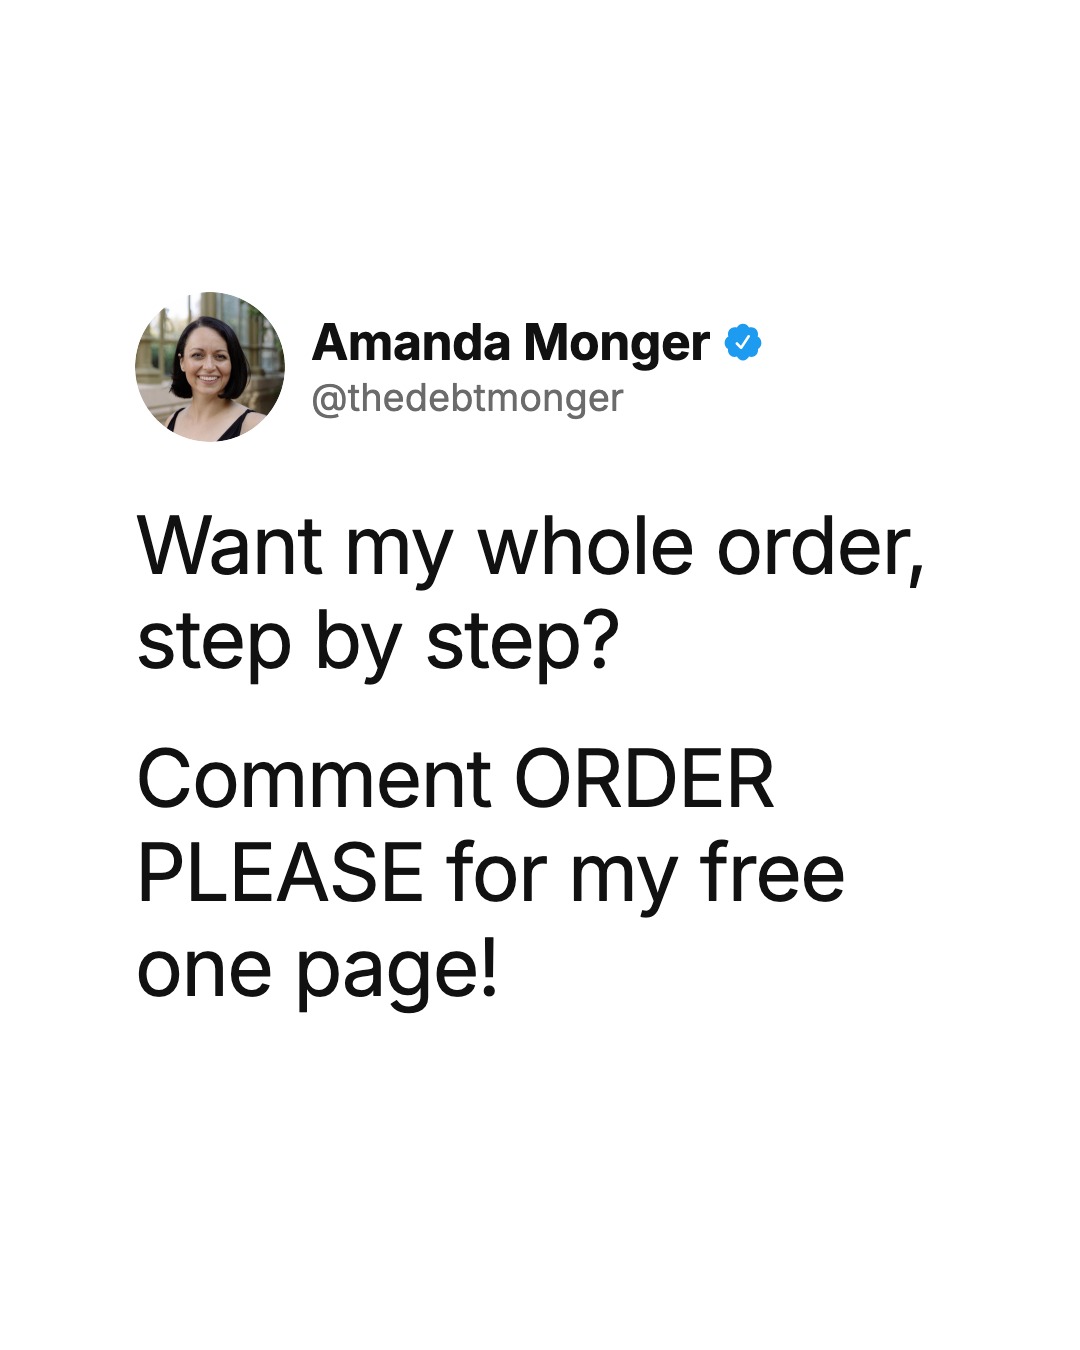 Amanda Monger
@thedebtmonger
Want my whole order,
step by step?
Comment ORDER
PLEASE for my free
one page!